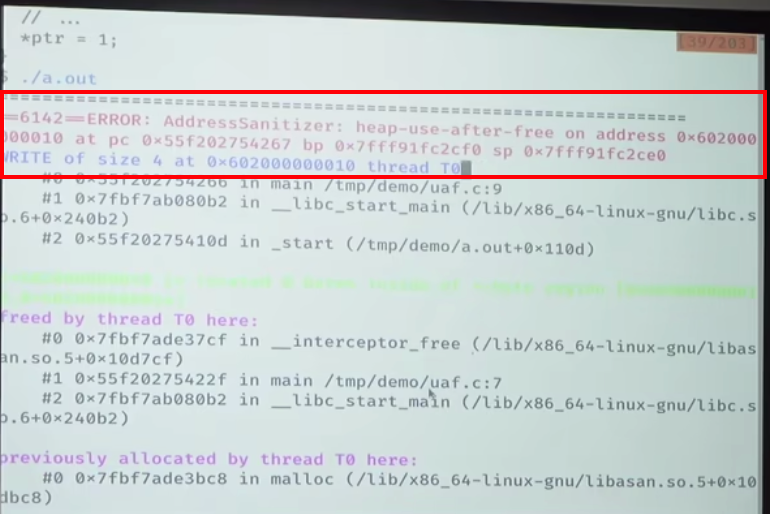 // ...
*ptr = 1;
[39/203]
$ ./a.out
=================================================================
==6142==ERROR: AddressSanitizer: heap-use-after-free on address 0x602000
000010 at pc 0x55f202754267 bp 0x7fff91fc2cf0 sp 0x7fff91fc2ce0
WRITE of size 4 at 0x602000000010 thread T0
#0 0x55f202754266 in main /tmp/demo/uaf.c:9
#1 0x7fbf7ab080b2 in __libc_start_main (/lib/x86_64-linux-gnu/libc.s
o.6+0x240b2)
#2 0x55f20275410d in _start (/tmp/demo/a.out+0x110d)
freed by thread T0 here:
#0 0x7fbf7ade37cf in __interceptor_free (/lib/x86_64-linux-gnu/libas
an.so.5+0x10d7cf)
#1 0x55f20275422f in main /tmp/demo/uaf.c:7
#2 0x7fbf7ab080b2 in __libc_start_main (/lib/x86_64-linux-gnu/libc.s
o.6+0x240b2)
previously allocated by thread T0 here:
#0 0x7fbf7ade3bc8 in malloc (/lib/x86_64-linux-gnu/libasan.so.5+0x10
dbc8)